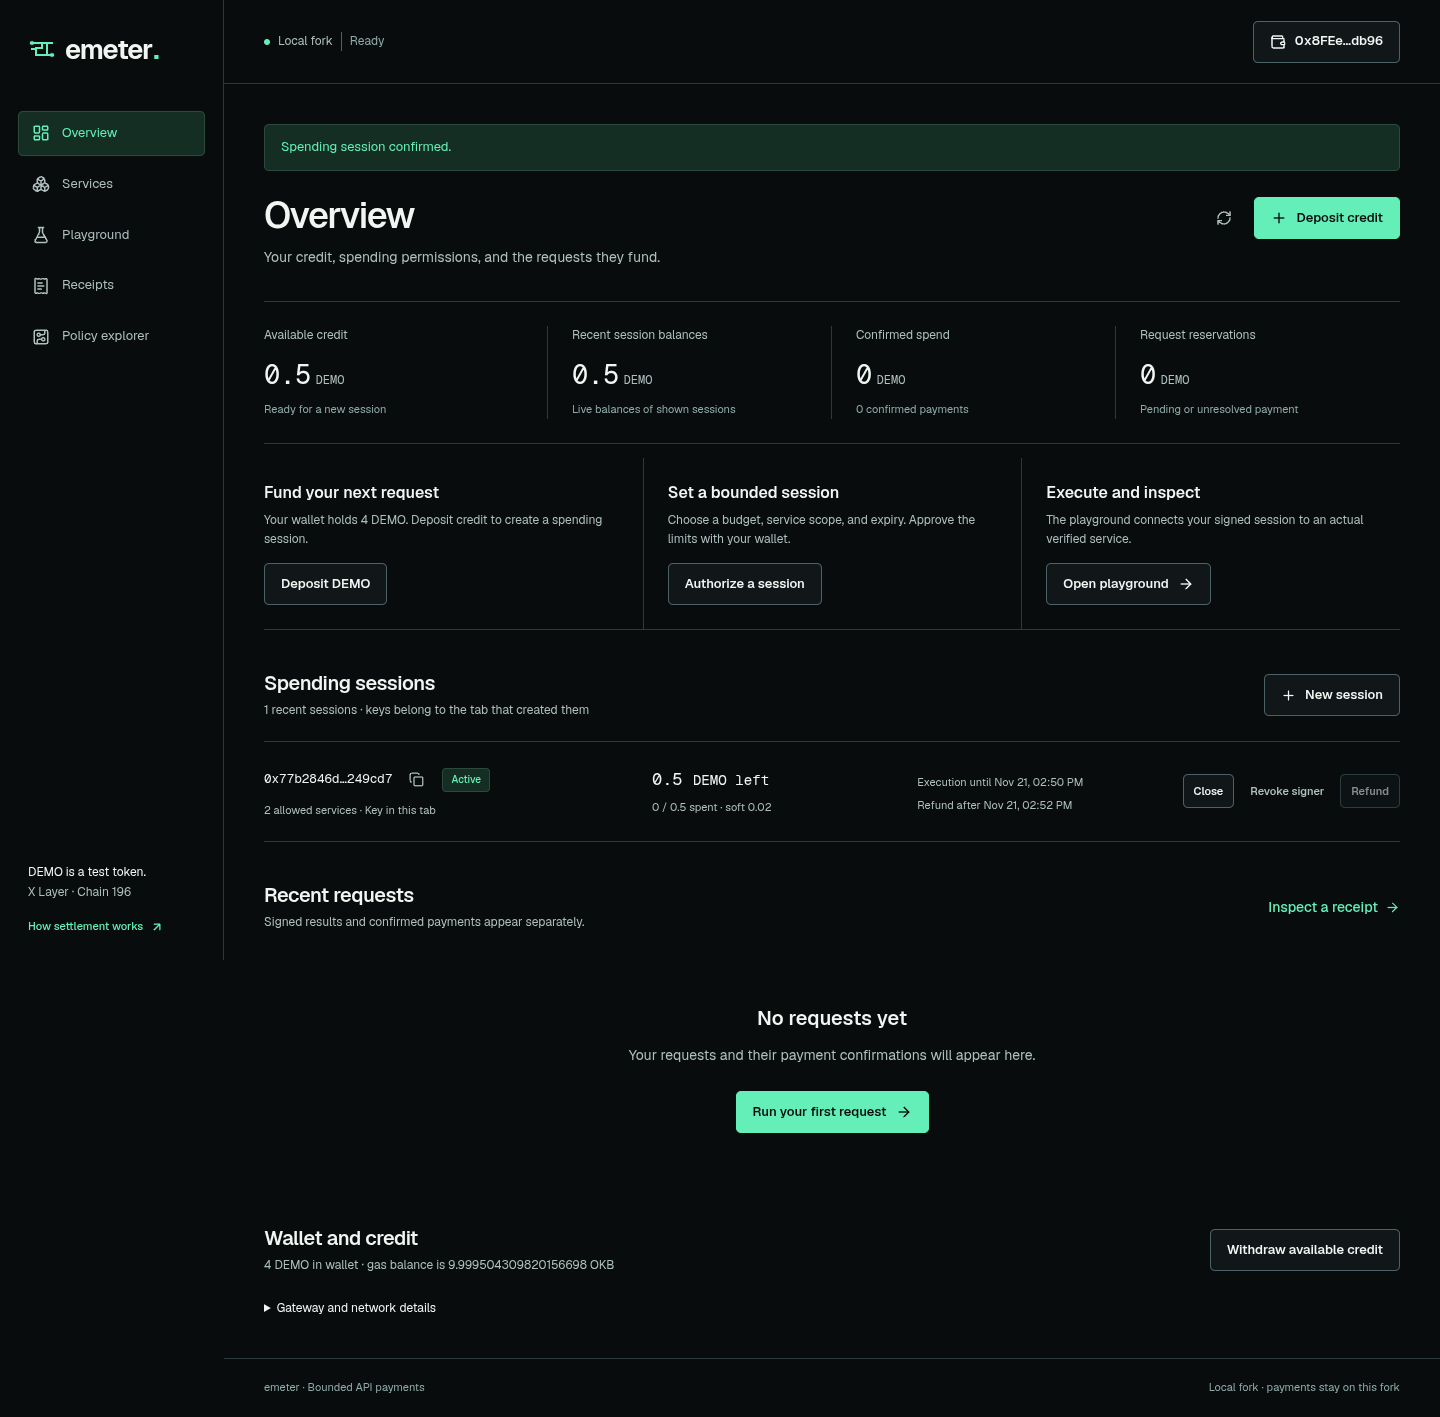 emeter.
Overview
Services
Playground
Receipts
Policy explorer
DEMO is a test token.
X Layer · Chain 196
How settlement works
Local fork
Ready
0x8FEe…db96
Spending session confirmed.
Overview
Deposit credit
Your credit, spending permissions, and the requests they fund.
Available credit
0.5 DEMO
Ready for a new session
Recent session balances
0.5 DEMO
Live balances of shown sessions
Confirmed spend
0 DEMO
0 confirmed payments
Request reservations
0 DEMO
Pending or unresolved payment
Fund your next request
Your wallet holds 4 DEMO. Deposit credit to create a spending
session.
Deposit DEMO
Set a bounded session
Choose a budget, service scope, and expiry. Approve the
limits with your wallet.
Authorize a session
Execute and inspect
The playground connects your signed session to an actual
verified service.
Open playground
Spending sessions
1 recent sessions · keys belong to the tab that created them
New session
0x77b2846d…249cd7
Active
2 allowed services · Key in this tab
0.5 DEMO left
0 / 0.5 spent · soft 0.02
Execution until Nov 21, 02:50 PM
Refund after Nov 21, 02:52 PM
Close
Revoke signer
Refund
Recent requests
Signed results and confirmed payments appear separately.
Inspect a receipt
No requests yet
Your requests and their payment confirmations will appear here.
Run your first request
Wallet and credit
4 DEMO in wallet · gas balance is 9.999504309820156698 OKB
Withdraw available credit
Gateway and network details
emeter · Bounded API payments
Local fork · payments stay on this fork